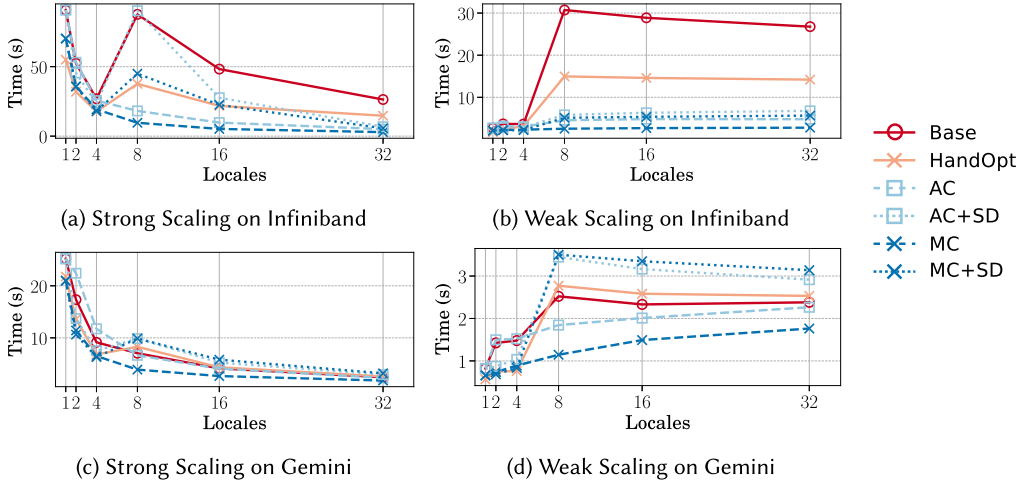 Time (s)
50
0
1 2 4 8 16 32
Locales
(a) Strong Scaling on Infiniband
Time (s)
30
20
10
1 2 4 8 16 32
Locales
(b) Weak Scaling on Infiniband
Time (s)
20
10
1 2 4 8 16 32
Locales
(c) Strong Scaling on Gemini
Time (s)
3
2
1
1 2 4 8 16 32
Locales
(d) Weak Scaling on Gemini
Base
HandOpt
AC
AC+SD
MC
MC+SD